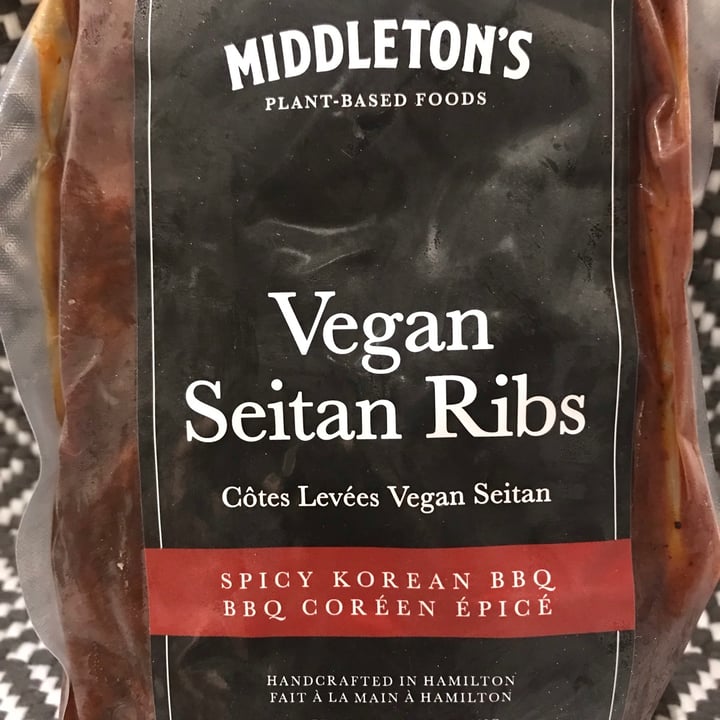 MIDDLETON'S
PLANT-BASED FOODS
Vegan
Seitan Ribs
Côtes Levées Vegan Seitan
SPICY KOREAN BBQ
BBQ CORÉEN ÉPICÉ
HANDCRAFTED IN HAMILTON
FAIT À LA MAIN À HAMILTON